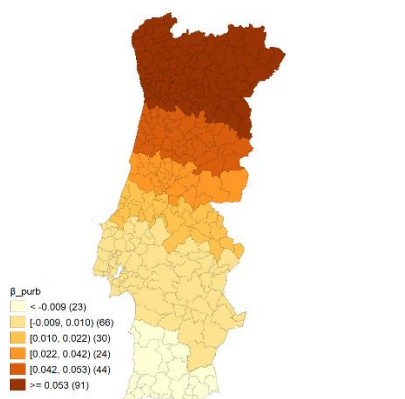 β_purb
< -0.009 (23)
[-0.009, 0.010) (66)
[0.010, 0.022) (30)
[0.022, 0.042) (24)
[0.042, 0.053) (44)
>= 0.053 (91)